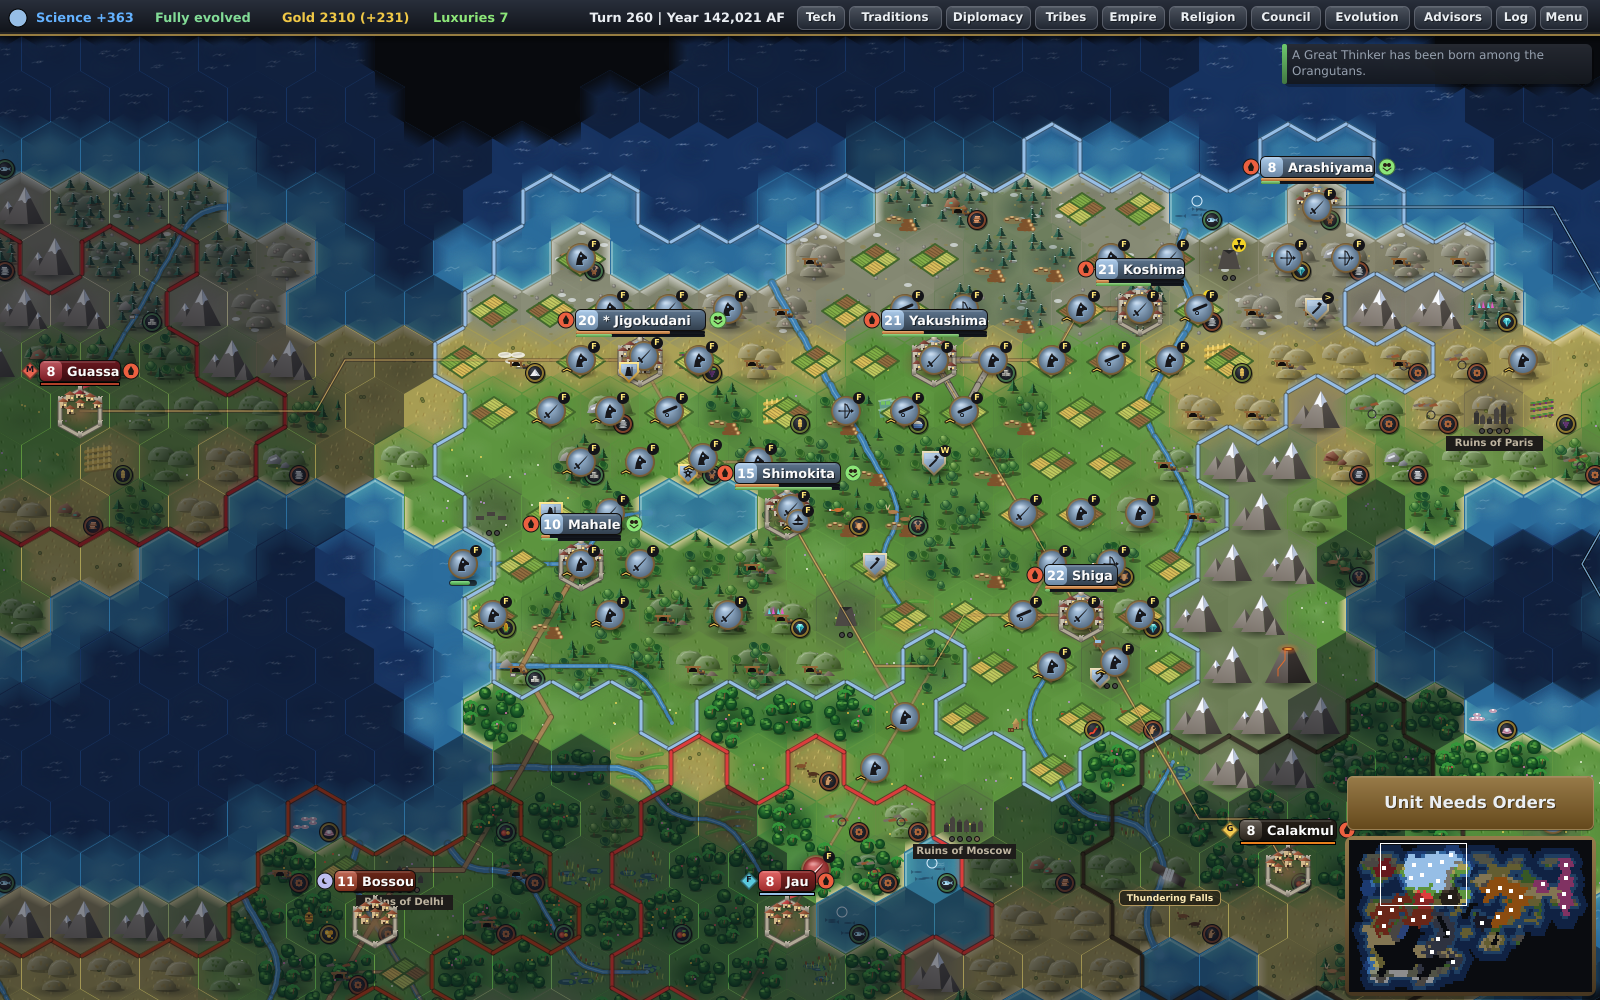 Science +363
Fully evolved
Gold 2310 (+231)
Luxuries 7
Turn 260 | Year 142,021 AF
Tech
Traditions
Diplomacy
Tribes
Empire
Religion
Council
Evolution
Advisors
Log
Menu
A Great Thinker has been born among the
Orangutans.
8 Arashiyama
21 Koshima
20 * Jigokudani
21 Yakushima
8 Guassa
Ruins of Paris
15 Shimokita
10 Mahale
22 Shiga
Unit Needs Orders
8 Calakmul
Ruins of Moscow
11 Bossou
8 Jau
Thundering Falls